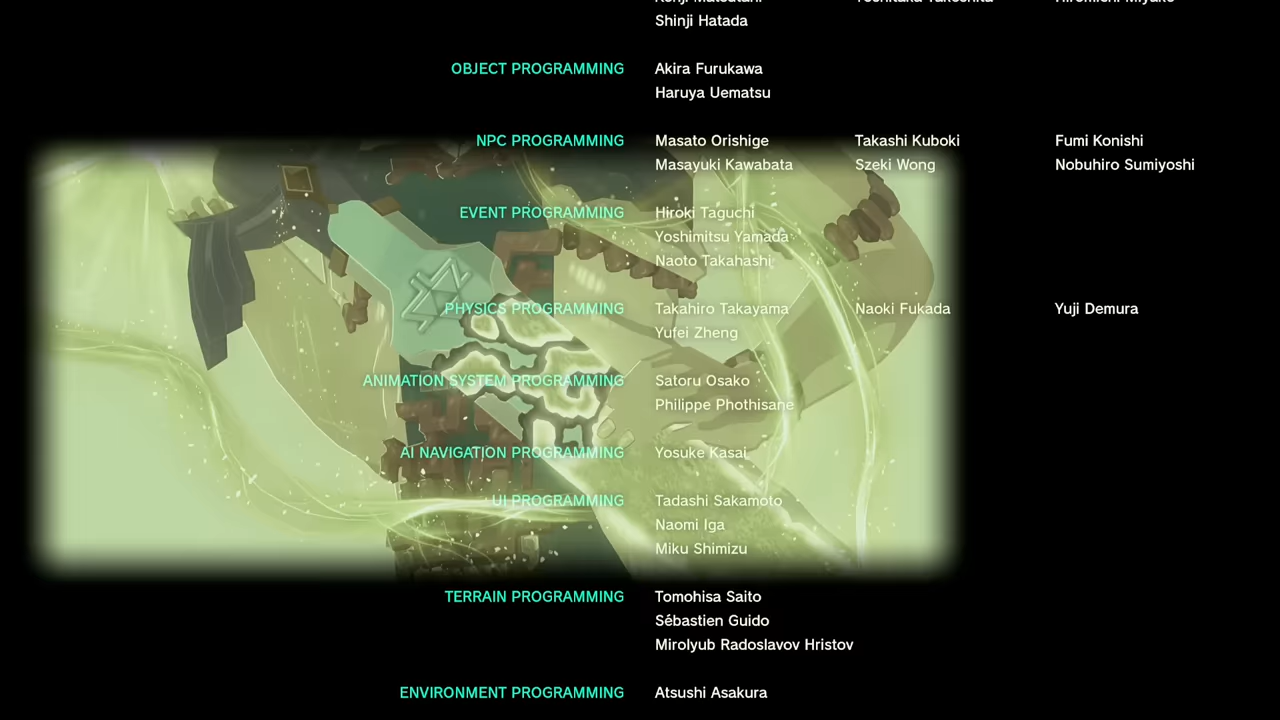 Shinji Hatada
OBJECT PROGRAMMING Akira Furukawa
Haruya Uematsu
NPC PROGRAMMING Masato Orishige Takashi Kuboki Fumi Konishi
Masayuki Kawabata Szeki Wong Nobuhiro Sumiyoshi
EVENT PROGRAMMING Hiroki Taguchi
Yoshimitsu Yamada
Naoto Takahashi
PHYSICS PROGRAMMING Takahiro Takayama Naoki Fukada Yuji Demura
Yufei Zheng
ANIMATION SYSTEM PROGRAMMING Satoru Osako
Philippe Phothisane
AI NAVIGATION PROGRAMMING Yosuke Kasai
UI PROGRAMMING Tadashi Sakamoto
Naomi Iga
Miku Shimizu
TERRAIN PROGRAMMING Tomohisa Saito
Sébastien Guido
Mirolyub Radoslavov Hristov
ENVIRONMENT PROGRAMMING Atsushi Asakura